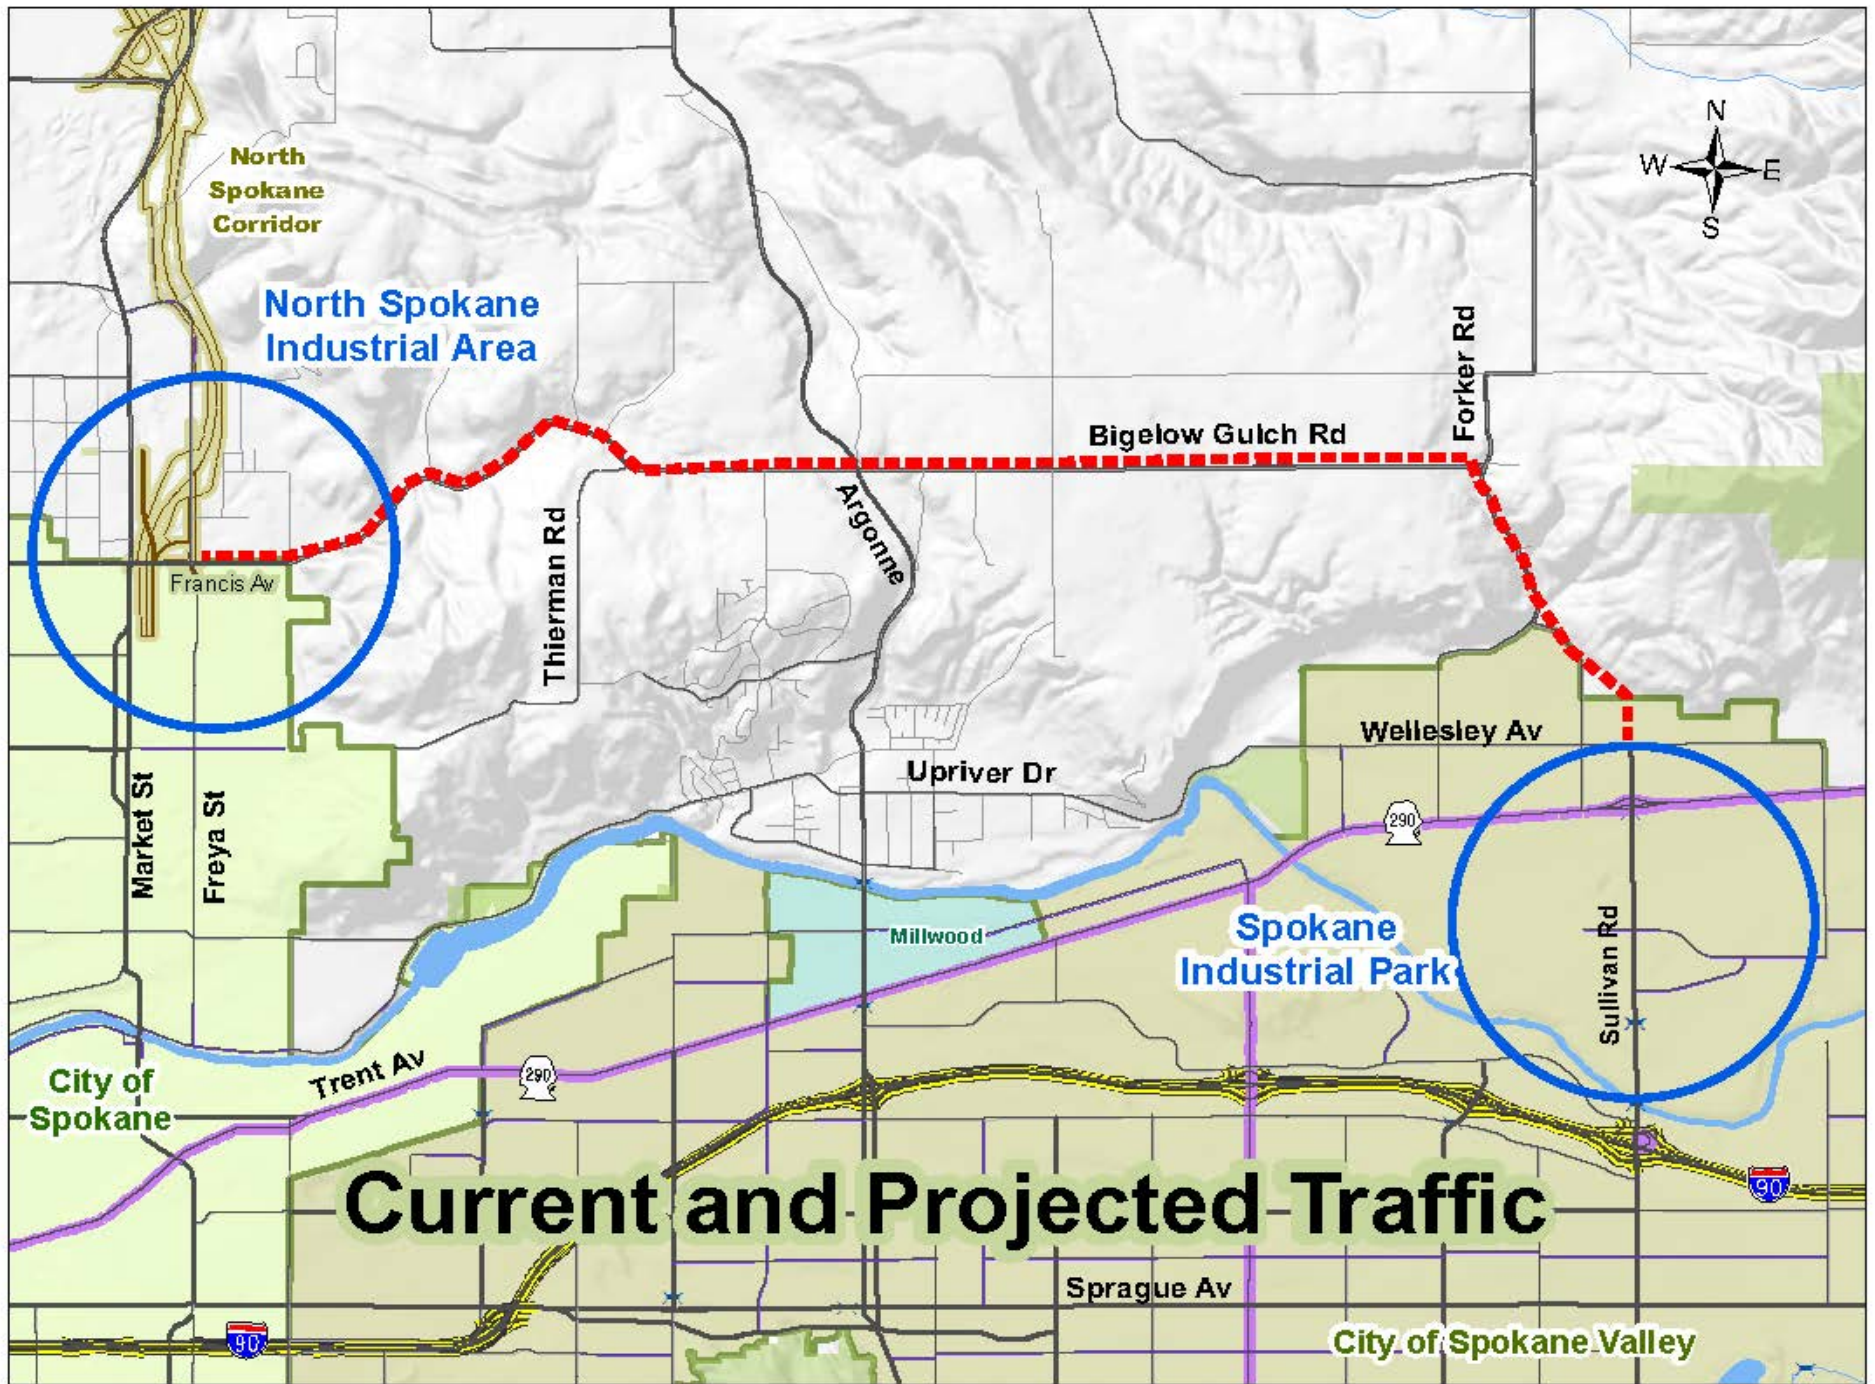 N
W
E
S
North
Spokane
Corridor
North Spokane
Industrial Area
Forker Rd
Bigelow Gulch Rd
Argonne
Thierman Rd
Francis Av
Wellesley Av
Upriver Dr
Market St
Freya St
290
Millwood
Spokane
Industrial Park
Sullivan Rd
Trent Av
290
City of
Spokane
90
Current and Projected Traffic
Sprague Av
90
City of Spokane Valley